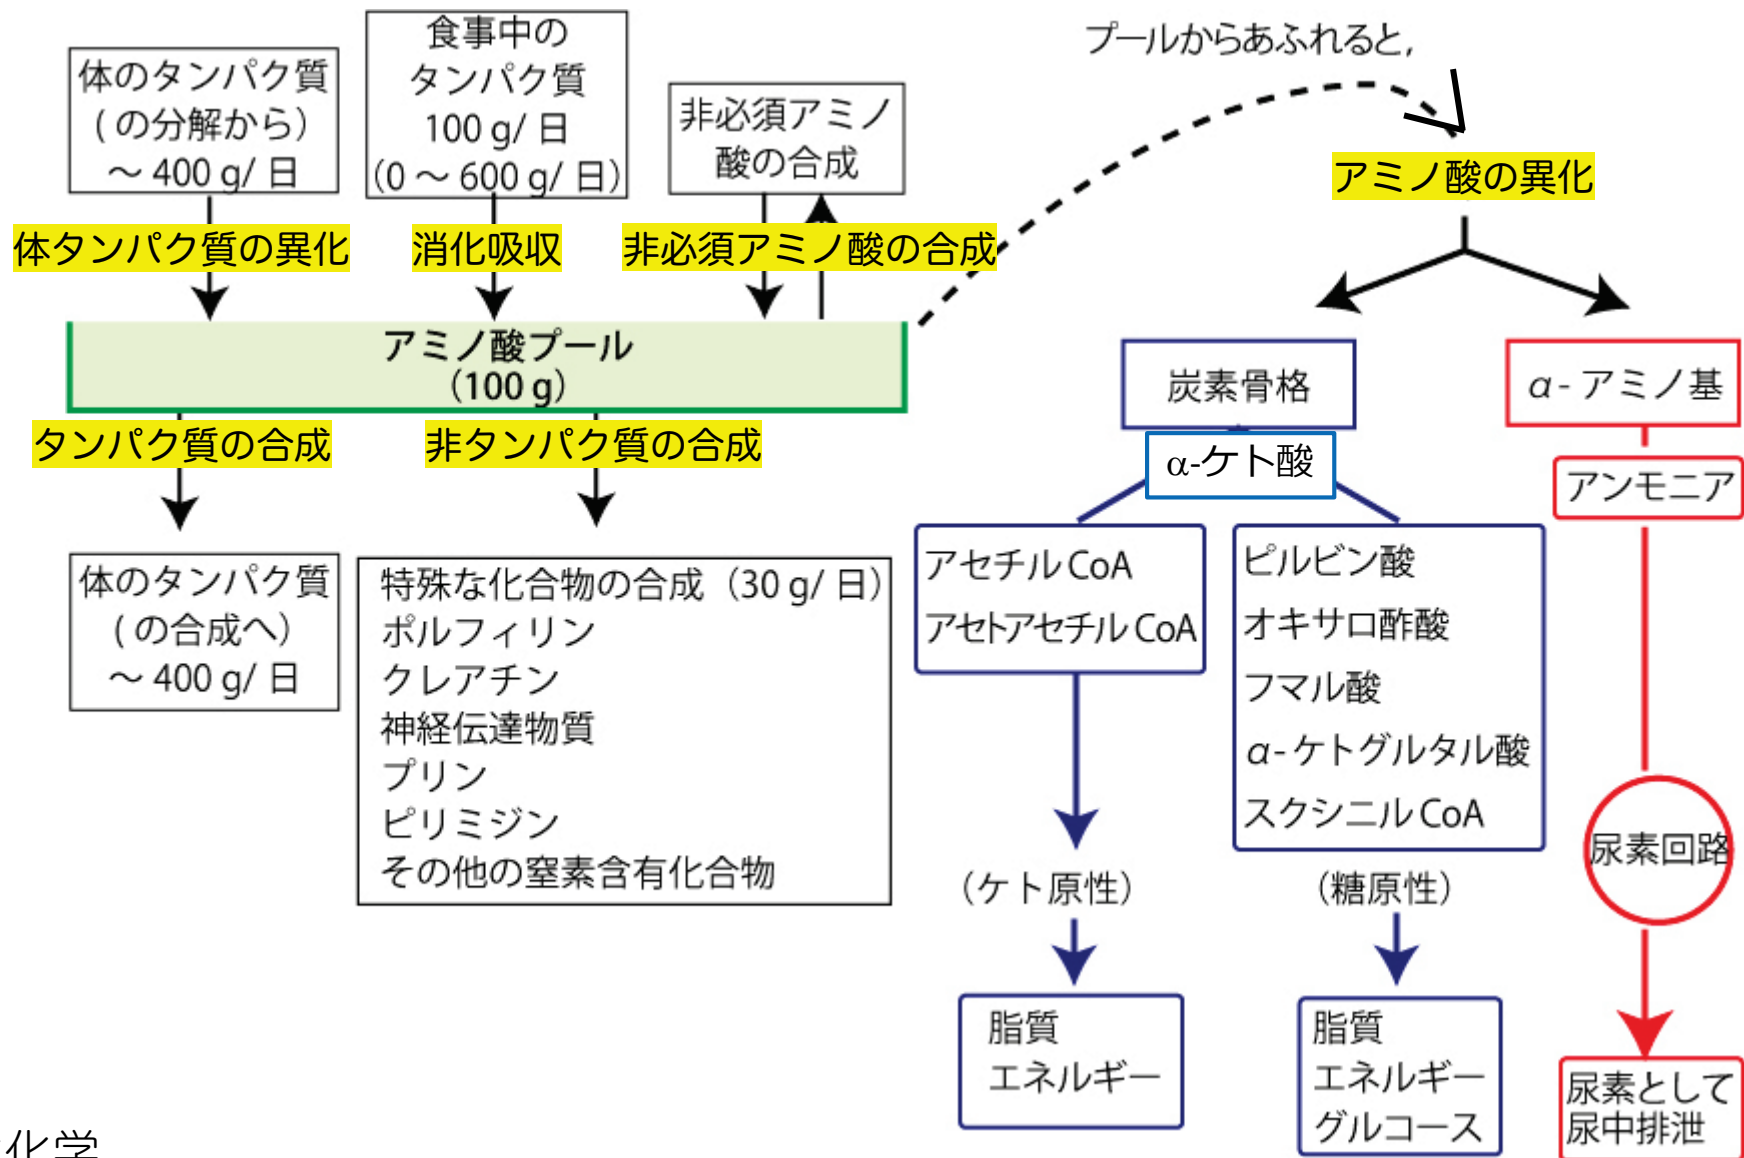 体のタンパク質
(の分解から)
～400 g/ 日
食事中の
タンパク質
100 g/ 日
(0 ～ 600 g/ 日)
非必須アミノ
酸の合成
プールからあふれると,
体タンパク質の異化
消化吸収
非必須アミノ酸の合成
アミノ酸の異化
アミノ酸プール
(100 g)
タンパク質の合成
非タンパク質の合成
体のタンパク質
(の合成へ)
～400 g/ 日
特殊な化合物の合成 (30 g/ 日)
ポルフィリン
クレアチン
神経伝達物質
プリン
ピリミジン
その他の窒素含有化合物
炭素骨格
α-ケト酸
アセチル CoA
アセトアセチル CoA
(ケト原性)
脂質
エネルギー
ピルビン酸
オキサロ酢酸
フマル酸
α-ケトグルタル酸
スクシニル CoA
(糖原性)
脂質
エネルギー
グルコース
α-アミノ基
アンモニア
尿素回路
尿素として
尿中排泄
化学